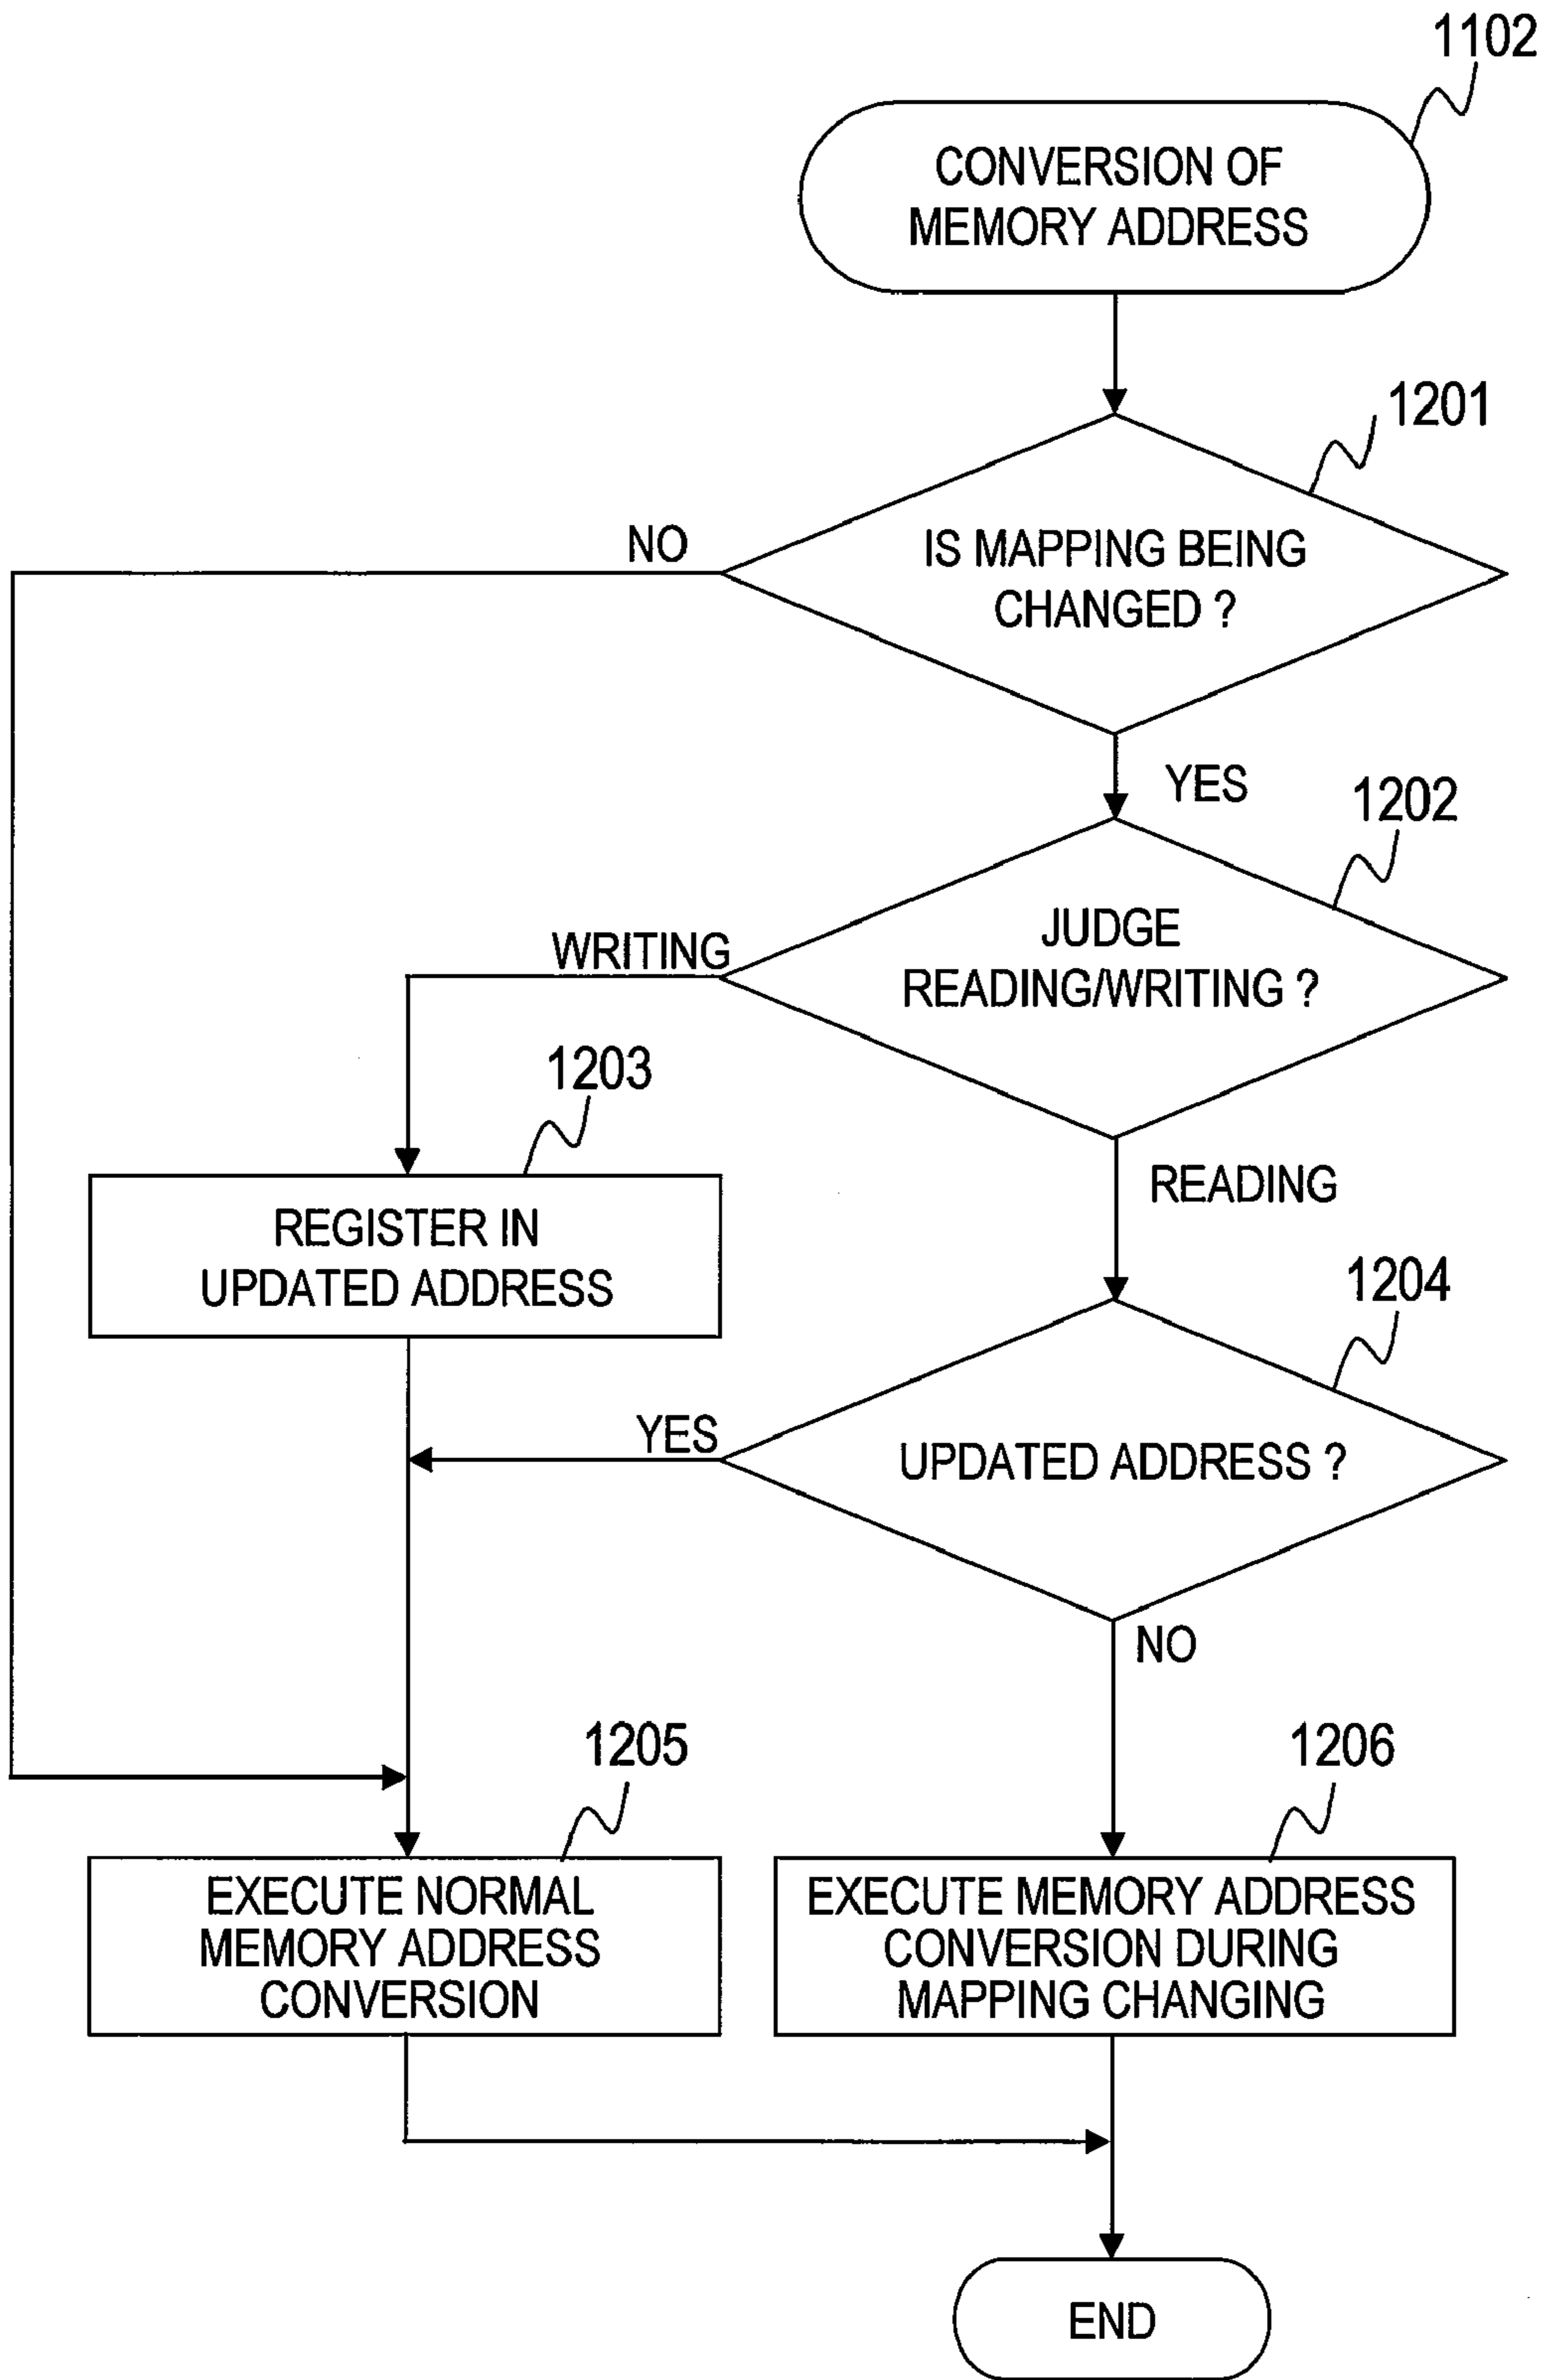 1102
CONVERSION OF
MEMORY ADDRESS
1201
NO
IS MAPPING BEING
CHANGED ?
YES
1202
JUDGE
READING/WRITING ?
WRITING
1203
REGISTER IN
UPDATED ADDRESS
READING
1204
YES
UPDATED ADDRESS ?
NO
1205
EXECUTE NORMAL
MEMORY ADDRESS
CONVERSION
1206
EXECUTE MEMORY ADDRESS
CONVERSION DURING
MAPPING CHANGING
END